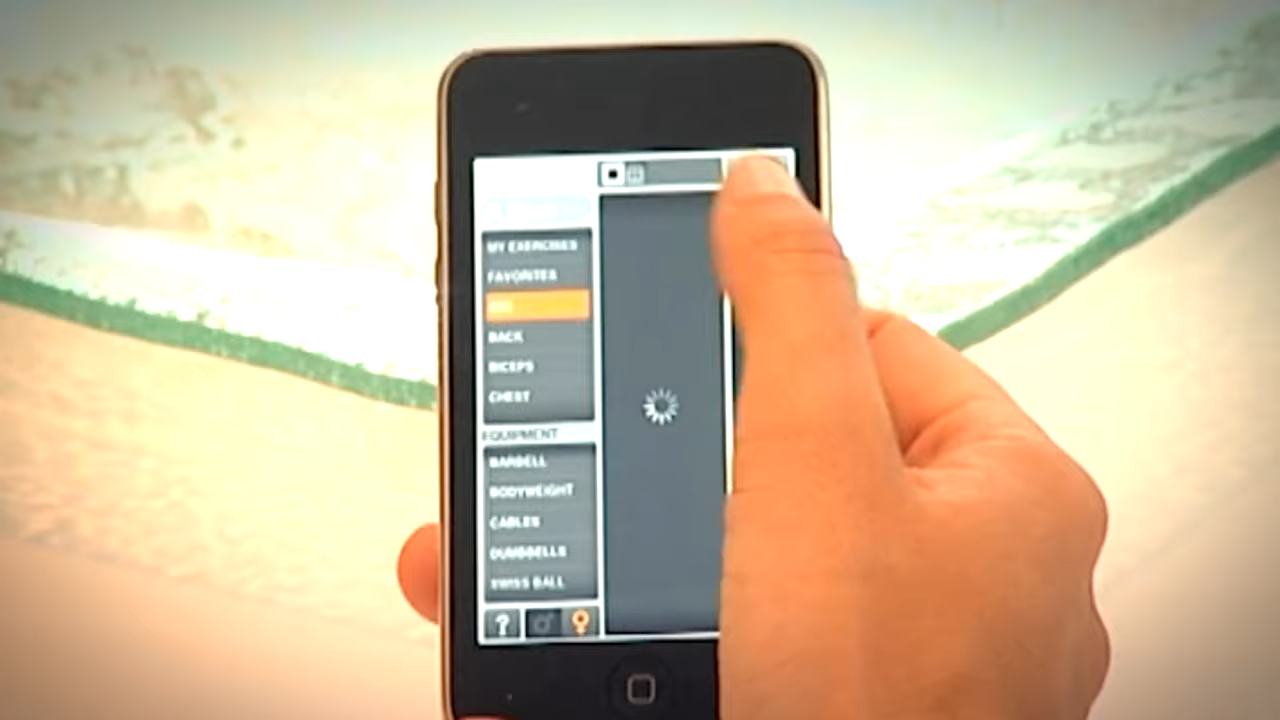 MY EXERCISES
FAVORITES
BACK
BICEPS
CHEST
EQUIPMENT
BARBELL
BODYWEIGHT
CABLES
DUMBBELLS
SWISS BALL
?